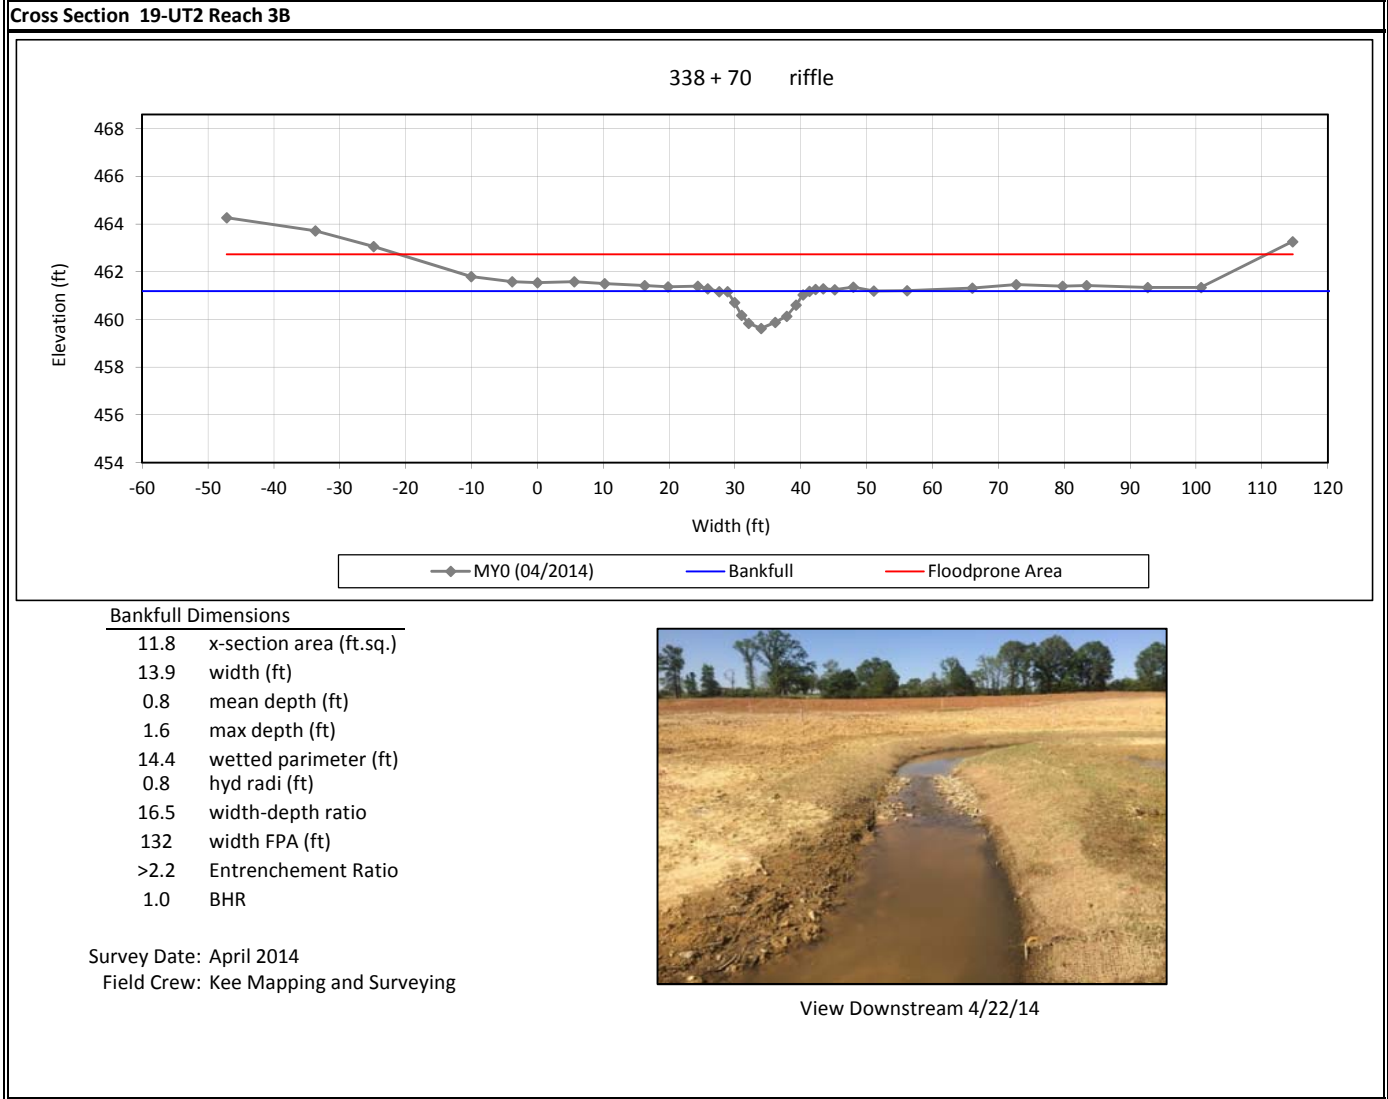 Cross Section 19-UT2 Reach 3B
338 + 70 riffle
468
466
464
462
460
458
456
454
-60 -50 -40 -30 -20 -10 0 10 20 30 40 50 60 70 80 90 100 110 120
Elevation (ft)
Width (ft)
MY0 (04/2014) Bankfull Floodprone Area
Bankfull Dimensions
11.8 x-section area (ft.sq.)
13.9 width (ft)
0.8 mean depth (ft)
1.6 max depth (ft)
14.4 wetted parimeter (ft)
0.8 hyd radi (ft)
16.5 width-depth ratio
132 width FPA (ft)
>2.2 Entrenchement Ratio
1.0 BHR
Survey Date: April 2014
Field Crew: Kee Mapping and Surveying
View Downstream 4/22/14